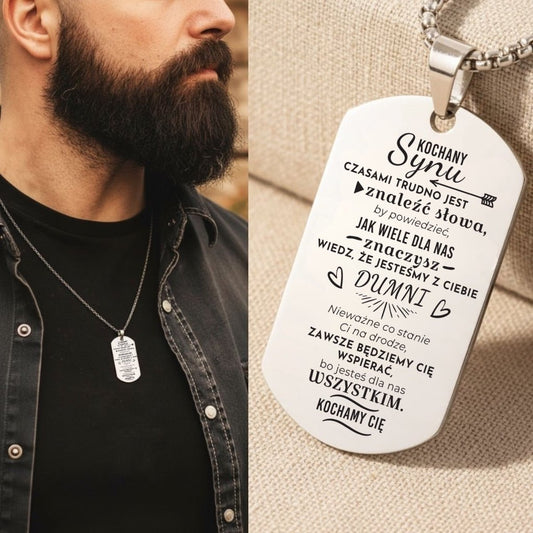 KOCHANY
Synu
CZASAMI TRUDNO JEST
znaleźć słowa,
by powiedzieć,
JAK WIELE DLA NAS
znaczysz
WIEDZ, ŻE JESTEŚMY Z CIEBIE
DUMNI
Nieważne co stanie
Ci na drodze,
ZAWSZE BĘDZIEMY CIĘ
WSPIERAĆ,
bo jesteś dla nas
WSZYSTKIM.
KOCHAMY CIĘ